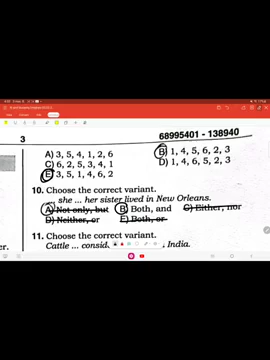 3
68995401 - 138940
A) 3, 5, 4, 1, 2, 6
B) 1, 4, 5, 6, 2, 3
C) 6, 2, 5, 3, 4, 1
D) 1, 4, 6, 5, 2, 3
E) 3, 5, 1, 4, 6, 2
10. Choose the correct variant.
she ... her sister lived in New Orleans.
A) Not only, but B) Both, and C) Either, nor
D) Neither, or E) Both, or
11. Choose the correct variant.
er. Cattle ... consid India.